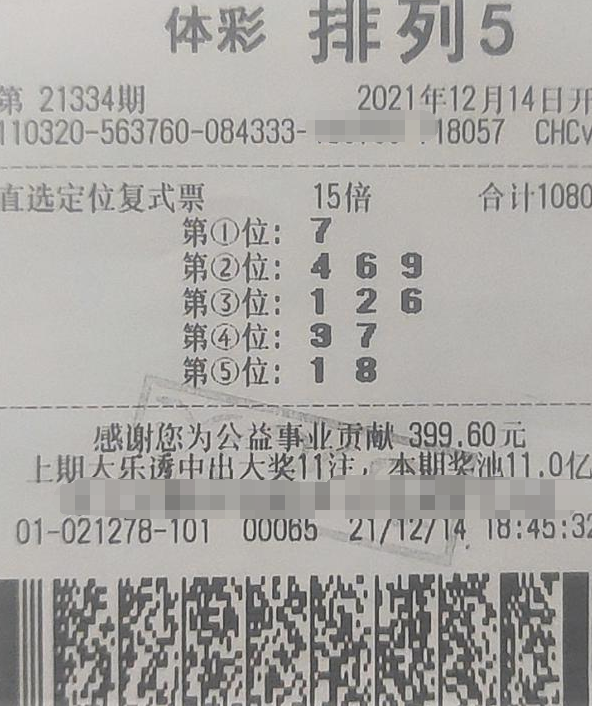 体彩 排列5
第 21334期 2021年12月14日开
110320-563760-084333- 118057 CHCv
直选定位复式票 15倍 合计1080
第①位: 7
第②位: 4 6 9
第③位: 1 2 6
第④位: 3 7
第⑤位: 1 8
感谢您为公益事业贡献 399.60元
上期大乐透中出大奖11注，本期奖池11.0亿
01-021278-101 00065 21/12/14 18:45:32